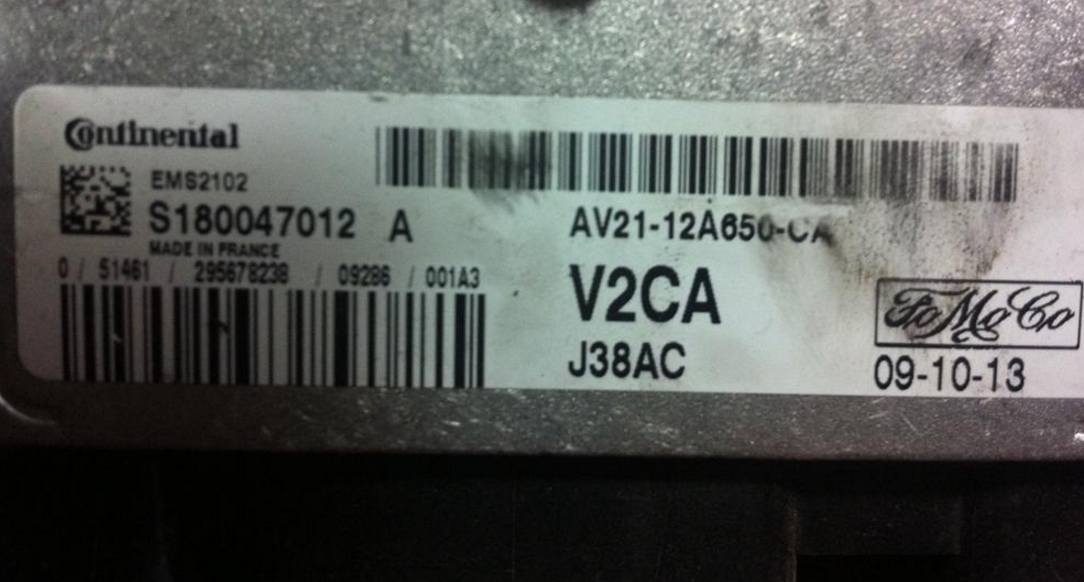 Continental
EMS2102
S180047012 A
MADE IN FRANCE
0 / 51461 / 295678238 / 09286 / 001A3
AV21-12A650-CA
V2CA
J38AC
FoMoCo
09-10-13